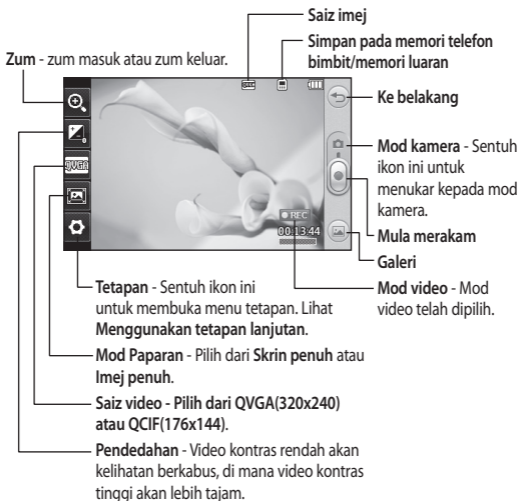 Saiz imej
Simpan pada memori telefon
bimbit/memori luaran
Zum - zum masuk atau zum keluar.
Ke belakang
Mod kamera - Sentuh
ikon ini untuk
menukar kepada mod
kamera.
Mula merakam
Galeri
Mod video - Mod
video telah dipilih.
QVGA
REC
00:13:44
Tetapan - Sentuh ikon ini
untuk membuka menu tetapan. Lihat
Menggunakan tetapan lanjutan.
Mod Paparan - Pilih dari Skrin penuh atau
Imej penuh.
Saiz video - Pilih dari QVGA(320x240)
atau QCIF(176x144).
Pendedahan - Video kontras rendah akan
kelihatan berkabus, di mana video kontras
tinggi akan lebih tajam.